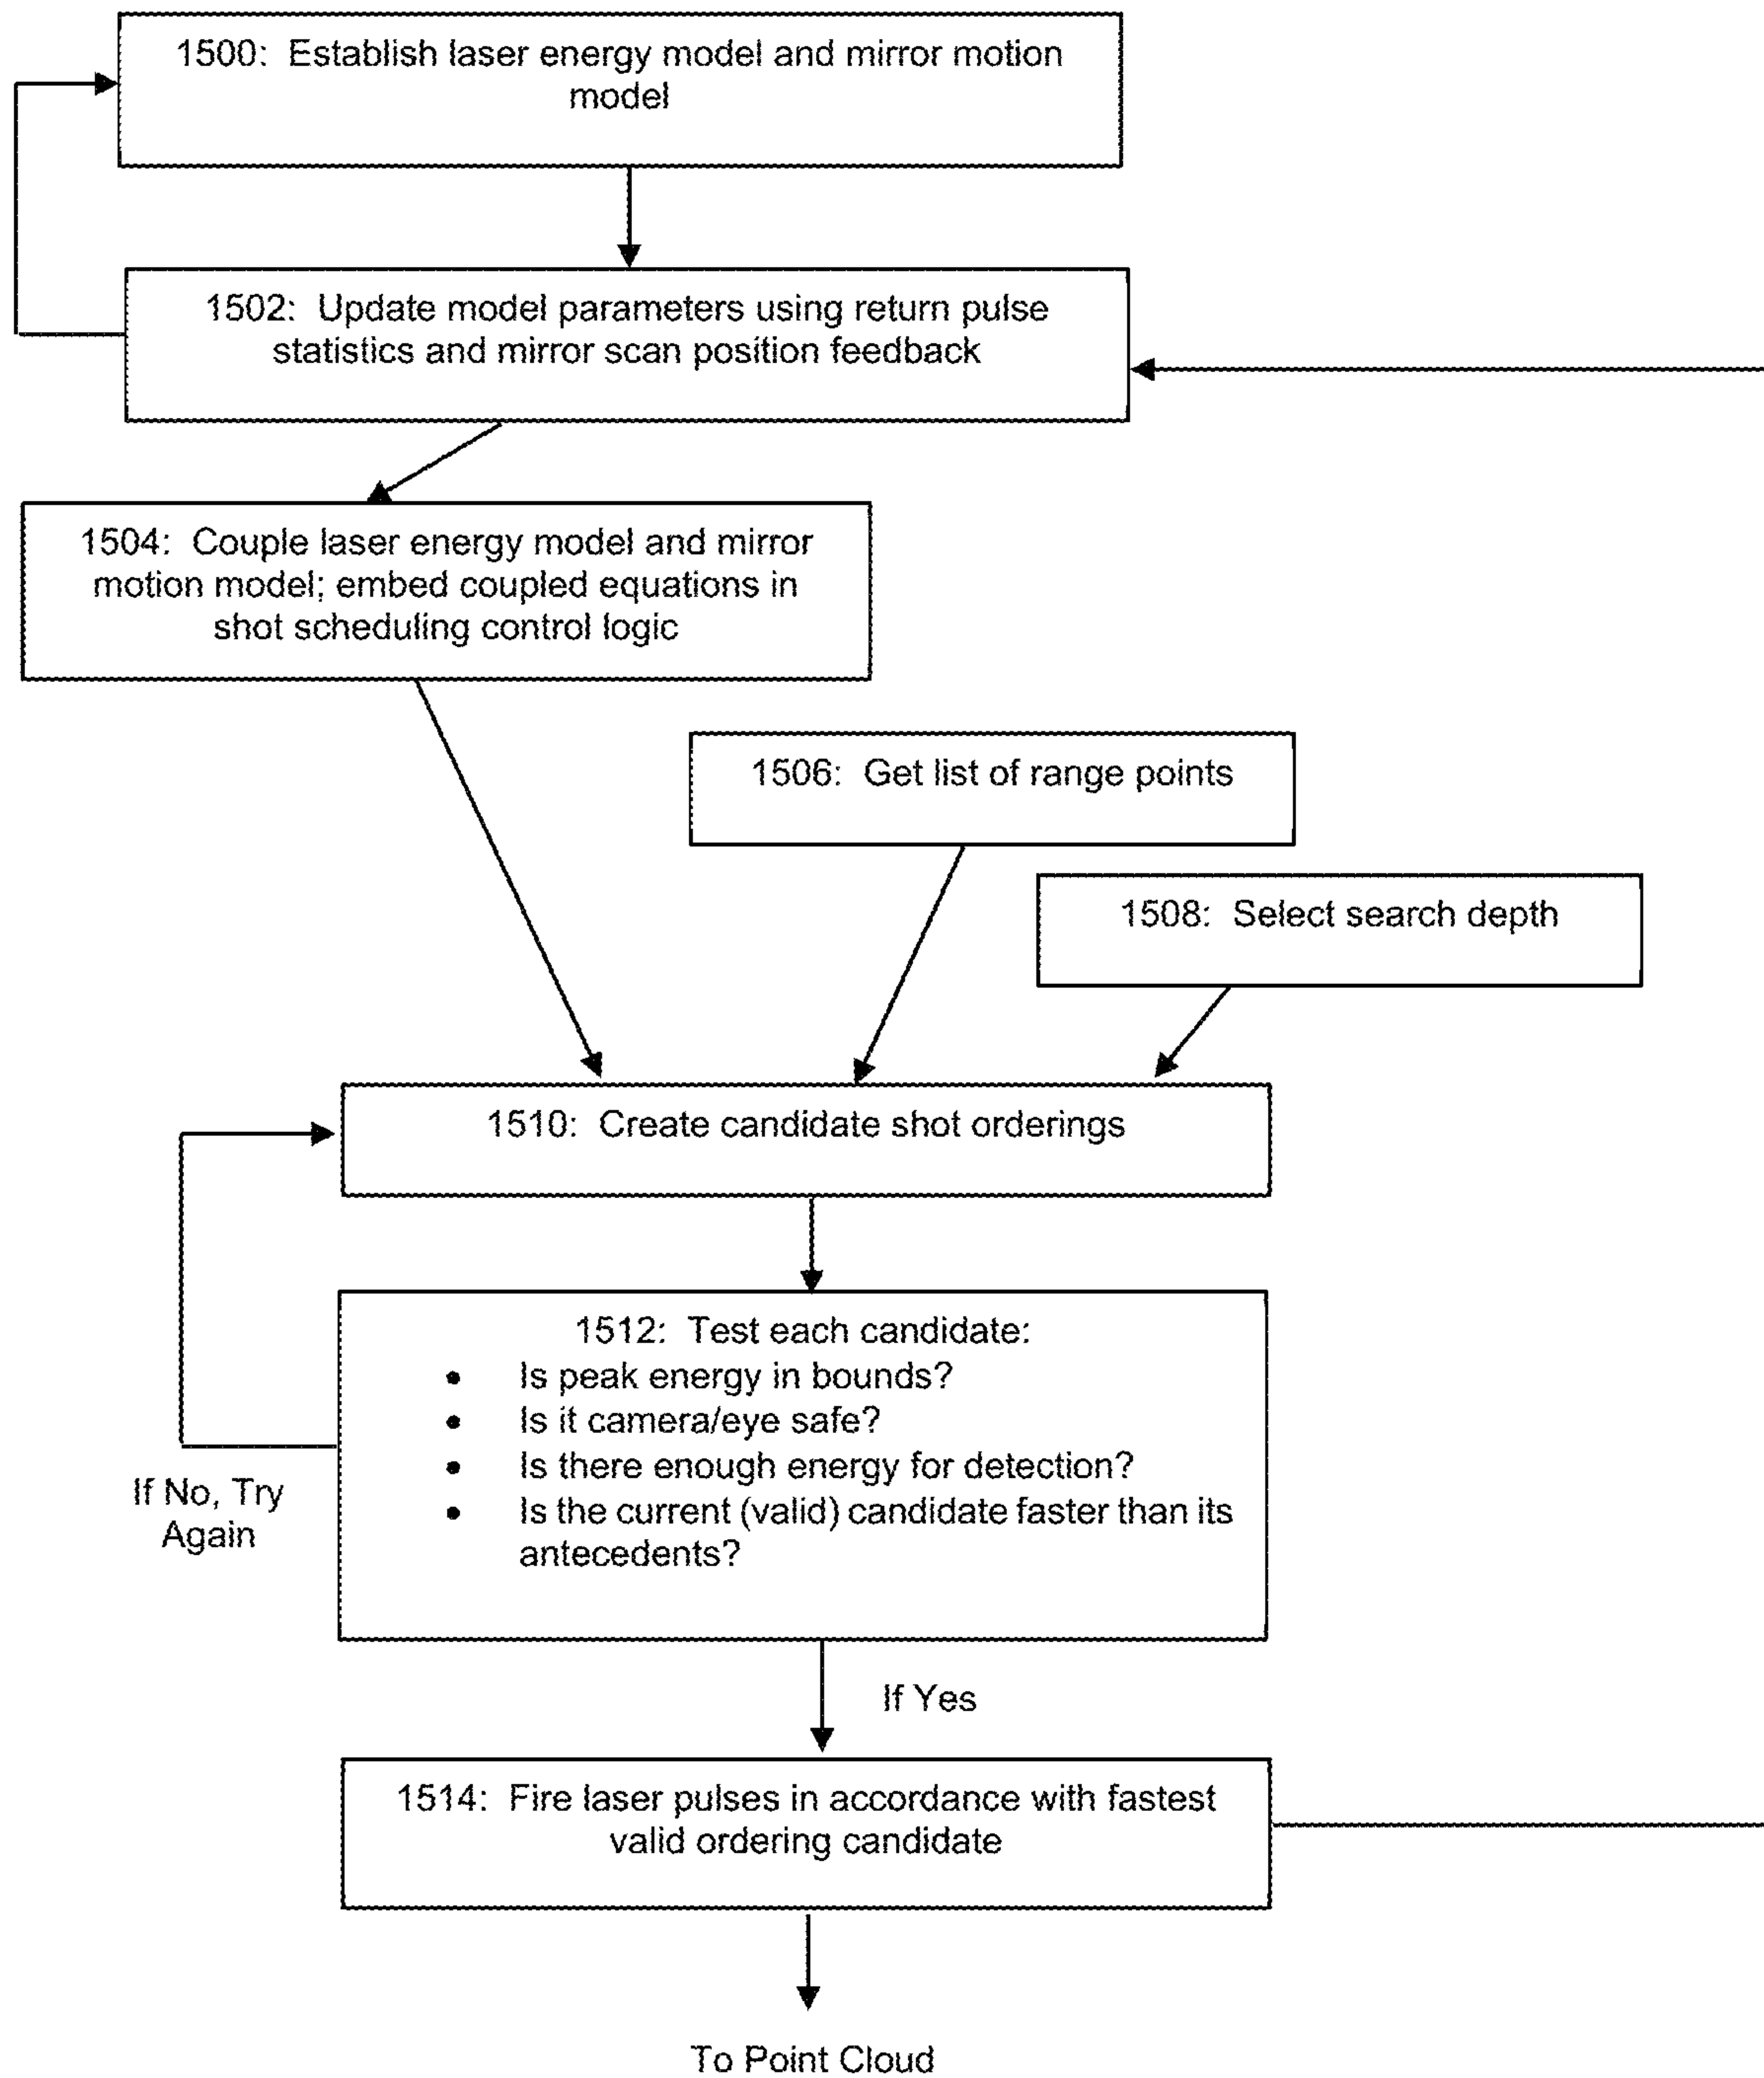 1500: Establish laser energy model and mirror motion
model
1502: Update model parameters using return pulse
statistics and mirror scan position feedback
1504: Couple laser energy model and mirror
motion model; embed coupled equations in
shot scheduling control logic
1506: Get list of range points
1508: Select search depth
1510: Create candidate shot orderings
1512: Test each candidate:
• Is peak energy in bounds?
• Is it camera/eye safe?
• Is there enough energy for detection?
• Is the current (valid) candidate faster than its
antecedents?
If No, Try
Again
If Yes
1514: Fire laser pulses in accordance with fastest
valid ordering candidate
To Point Cloud